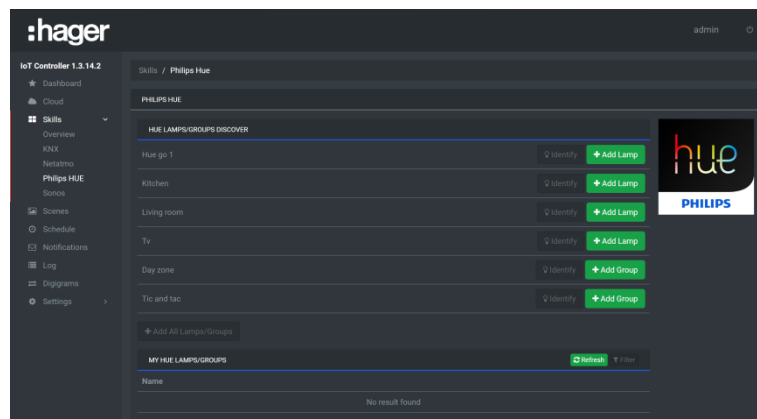 :hager
admin
IoT Controller 1.3.14.2
Dashboard
Cloud
Skills
Overview
KNX
Netatmo
Philips HUE
Sonos
Scenes
Schedule
Notifications
Log
Digigrams
Settings
Skills / Philips Hue
PHILIPS HUE
HUE LAMPS/GROUPS DISCOVER
Hue go 1 Identify + Add Lamp
Kitchen Identify + Add Lamp
Living room Identify + Add Lamp
Tv Identify + Add Lamp
Day zone Identify + Add Group
Tic and tac Identify + Add Group
+ Add All Lamps/Groups
MY HUE LAMPS/GROUPS Refresh Filter
Name
No result found
hue
PHILIPS